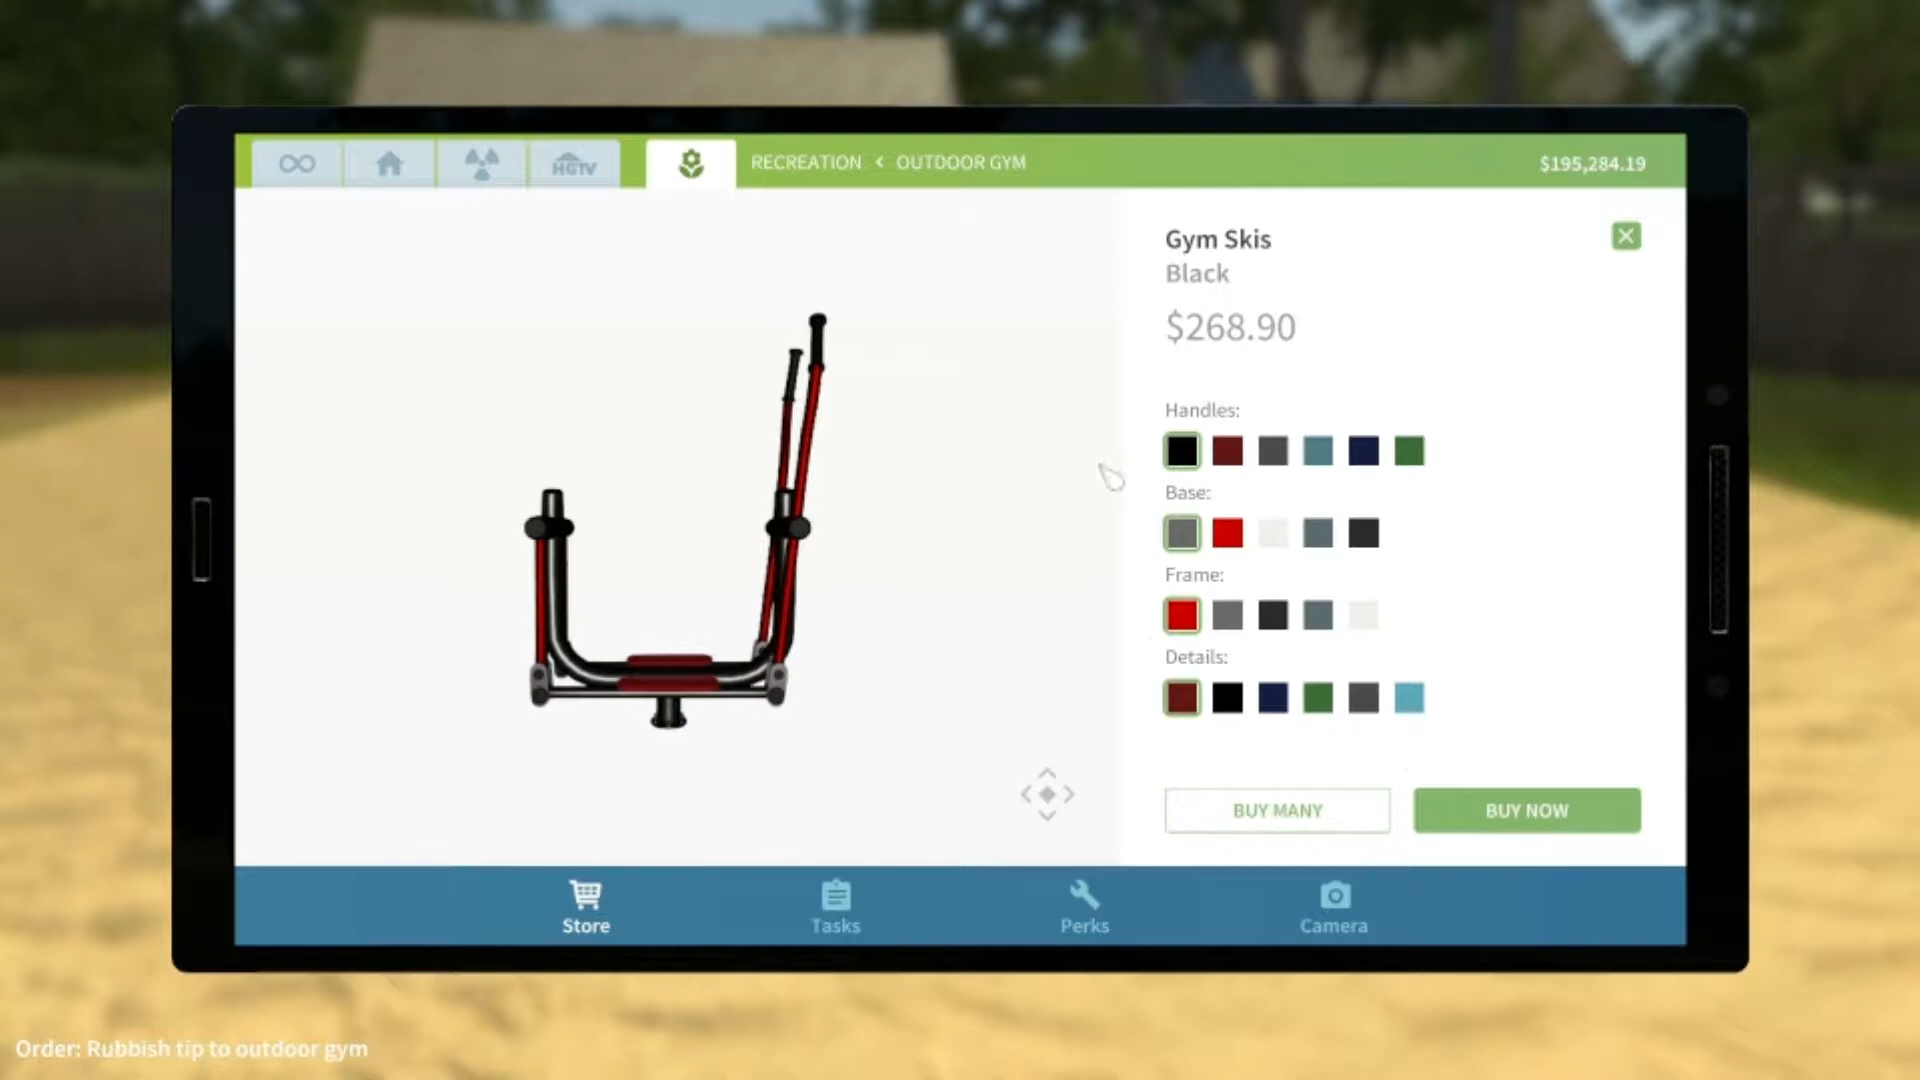 HGTV
RECREATION < OUTDOOR GYM
$195,284.19
Gym Skis
Black
$268.90
Handles:
Base:
Frame:
Details:
BUY MANY
BUY NOW
Store
Tasks
Perks
Camera
Order: Rubbish tip to outdoor gym